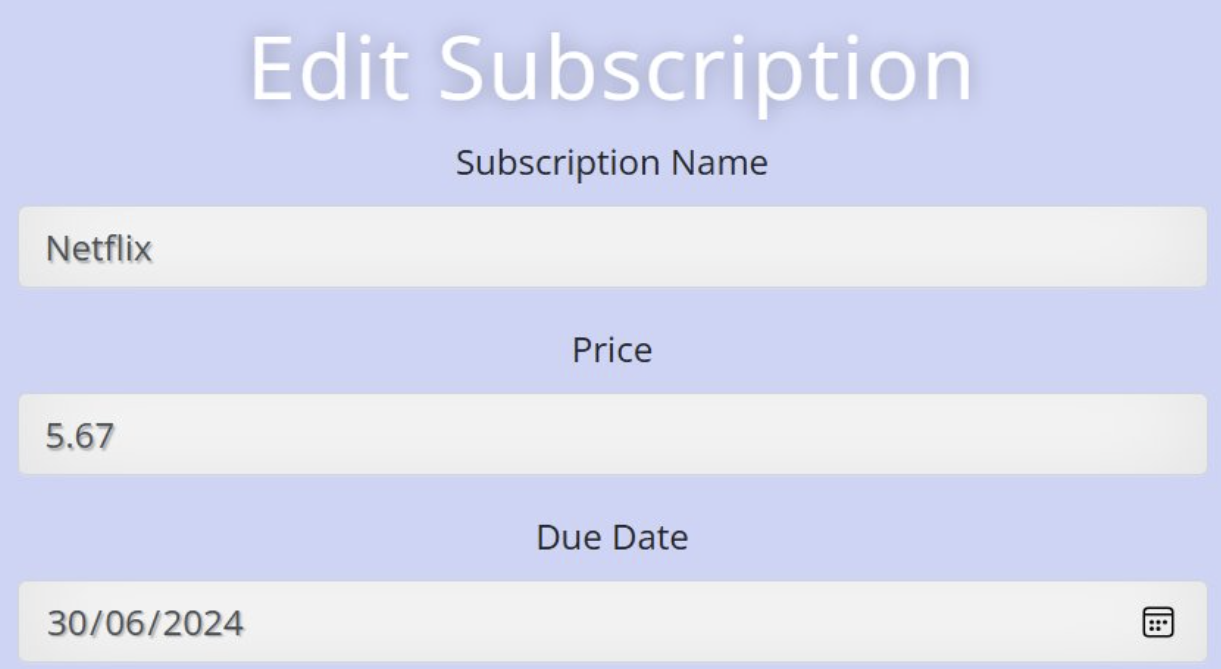 Edit Subscription
Subscription Name
Netflix
Price
5.67
Due Date
30/06/2024